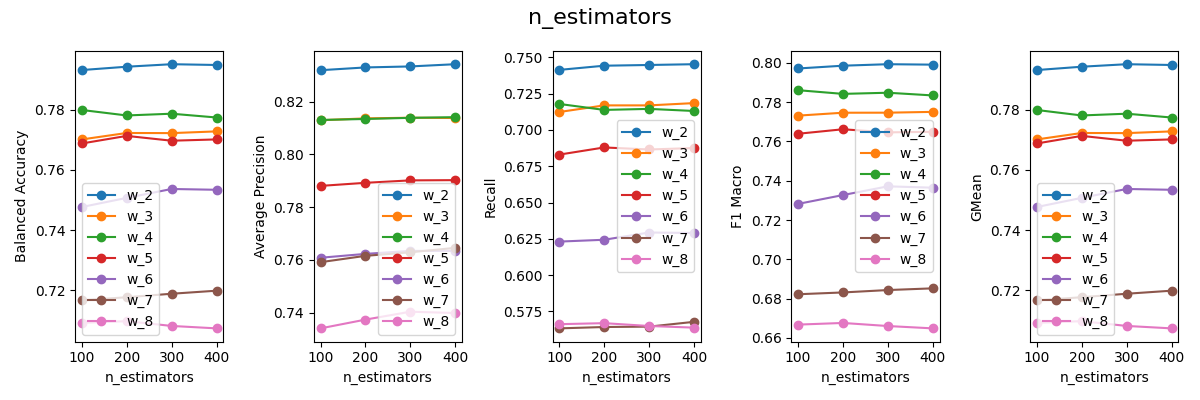 n_estimators
Balanced Accuracy
0.78
0.76
0.74
0.72
w_2
w_3
w_4
w_5
w_6
w_7
w_8
100 200 300 400
n_estimators
Average Precision
0.82
0.80
0.78
0.76
0.74
w_2
w_3
w_4
w_5
w_6
w_7
w_8
100 200 300 400
n_estimators
Recall
0.750
0.725
0.700
0.675
0.650
0.625
0.600
0.575
w_2
w_3
w_4
w_5
w_6
w_7
w_8
100 200 300 400
n_estimators
F1 Macro
0.80
0.78
0.76
0.74
0.72
0.70
0.68
0.66
w_2
w_3
w_4
w_5
w_6
w_7
w_8
100 200 300 400
n_estimators
GMean
0.78
0.76
0.74
0.72
w_2
w_3
w_4
w_5
w_6
w_7
w_8
100 200 300 400
n_estimators